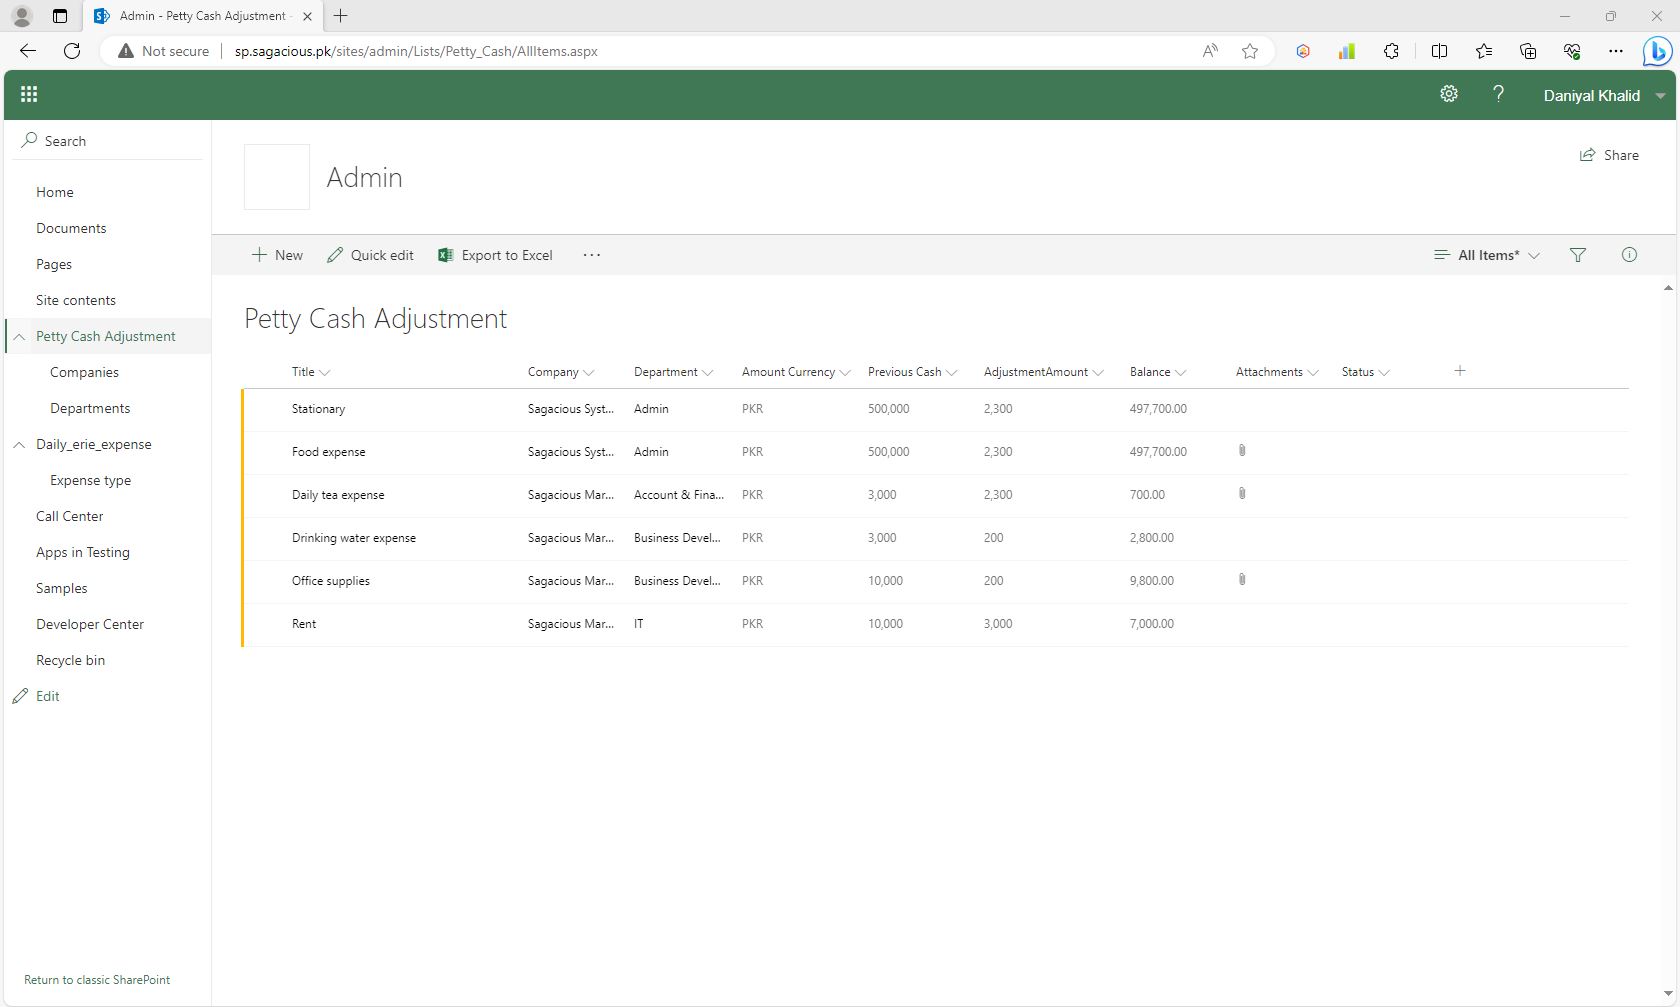 Admin - Petty Cash Adjustment -
Not secure
sp.sagacious.pk/sites/admin/Lists/Petty_Cash/AllItems.aspx
? Daniyal Khalid
Search
Home
Documents
Pages
Site contents
Petty Cash Adjustment
Companies
Departments
Daily_erie_expense
Expense type
Call Center
Apps in Testing
Samples
Developer Center
Recycle bin
Edit
Return to classic SharePoint
Admin
Share
New Quick edit Export to Excel ... All Items*
Petty Cash Adjustment
Title Company Department Amount Currency Previous Cash AdjustmentAmount Balance Attachments Status
Stationary Sagacious Syst... Admin PKR 500,000 2,300 497,700.00
Food expense Sagacious Syst... Admin PKR 500,000 2,300 497,700.00
Daily tea expense Sagacious Mar... Account & Fina... PKR 3,000 2,300 700.00
Drinking water expense Sagacious Mar... Business Devel... PKR 3,000 200 2,800.00
Office supplies Sagacious Mar... Business Devel... PKR 10,000 200 9,800.00
Rent Sagacious Mar... IT PKR 10,000 3,000 7,000.00